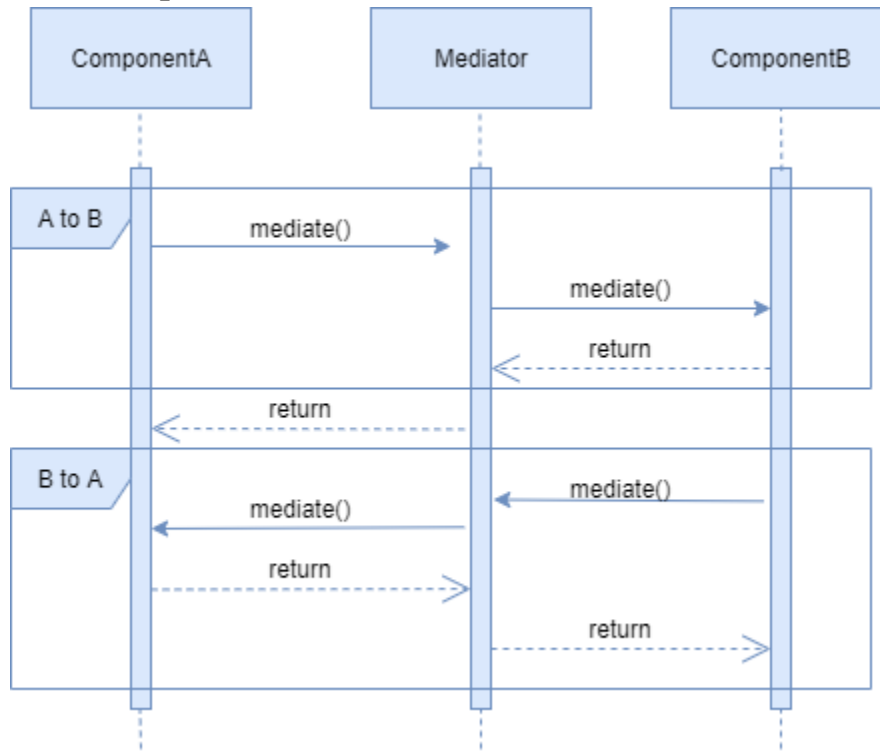 ComponentA
Mediator
ComponentB
A to B
mediate()
mediate()
return
return
B to A
mediate()
mediate()
return
return